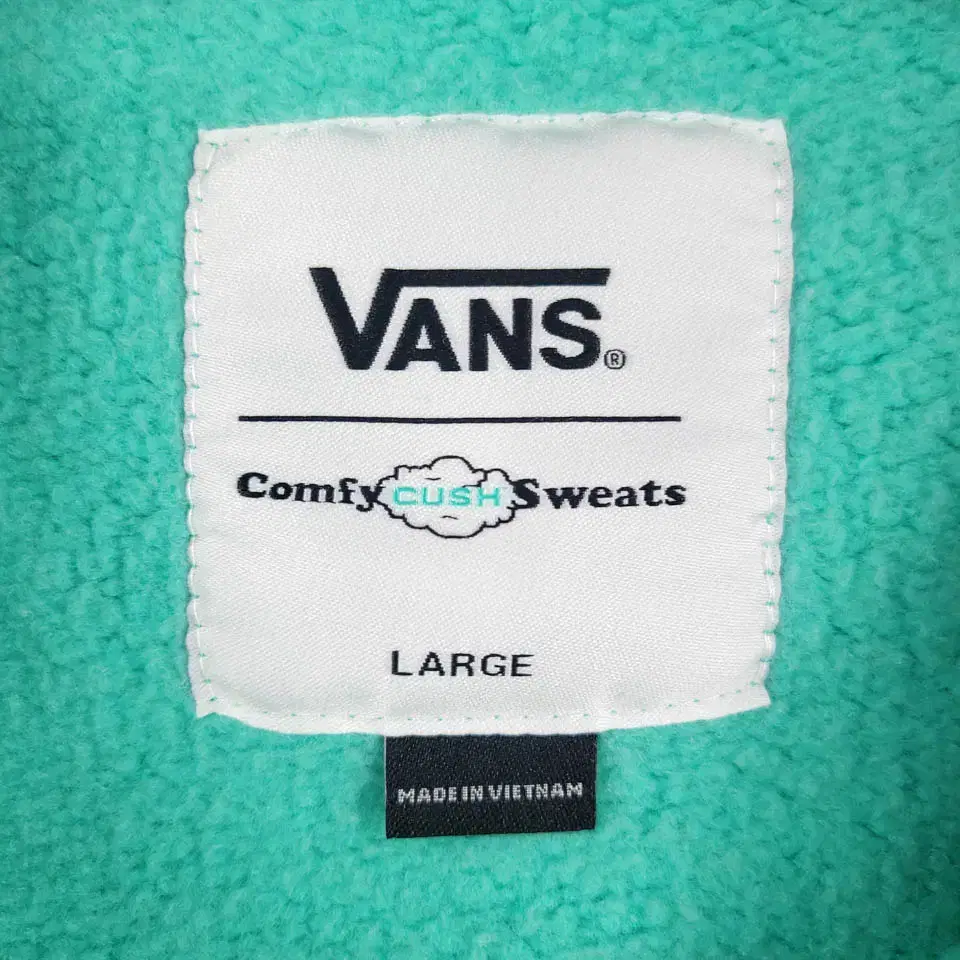 VANS®
Comfy CUSH Sweats
LARGE
MADE IN VIETNAM